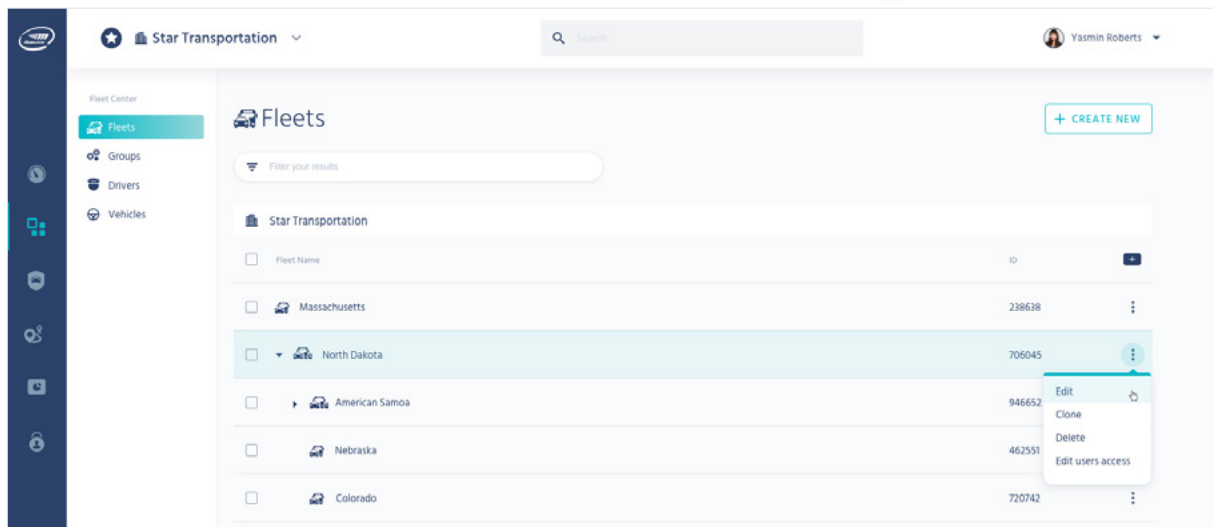 Star Transportation
Search
Yasmin Roberts
Fleet Center
Fleets
Groups
Drivers
Vehicles
Fleets
+ CREATE NEW
Filter your results
Star Transportation
Fleet Name ID
Massachusetts 238638
North Dakota 706045
American Samoa 946652
Nebraska 462551
Colorado 720742
Edit
Clone
Delete
Edit users access